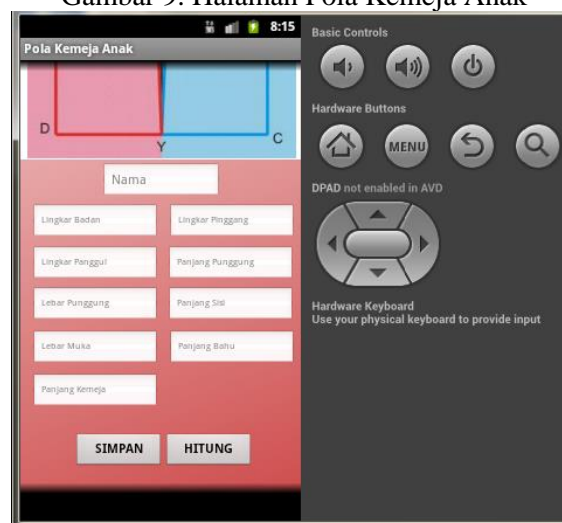 Gambar 9. Halaman Pola Kemeja Anak
8:15
Pola Kemeja Anak
D
Y
C
Nama
Lingkar Badan
Lingkar Pinggang
Lingkar Panggul
Panjang Punggung
Lebar Punggung
Panjang Sisi
Lebar Muka
Panjang Bahu
Panjang Kemeja
SIMPAN
HITUNG
Basic Controls
Hardware Buttons
MENU
DPAD not enabled in AVD
Hardware Keyboard
Use your physical keyboard to provide input